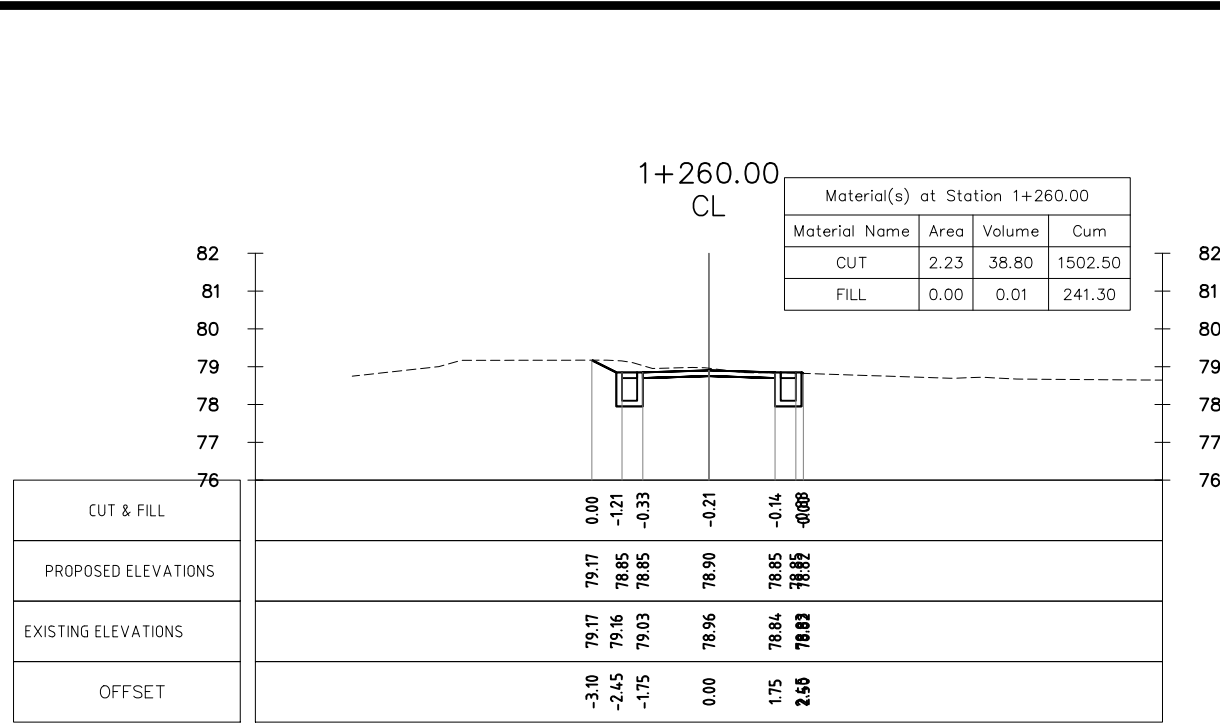 1+260.00
CL
Material(s) at Station 1+260.00
Material Name Area Volume Cum
CUT 2.23 38.80 1502.50
FILL 0.00 0.01 241.30
82 82
81 81
80 80
79 79
78 78
77 77
76 76
CUT & FILL 0.00 -1.21 -0.33 -0.21 -0.14
PROPOSED ELEVATIONS 79.17 78.85 78.85 78.90 78.85 78.85 78.82
EXISTING ELEVATIONS 79.17 79.16 79.03 78.96 78.84
OFFSET -3.10 -2.45 -1.75 0.00 1.75